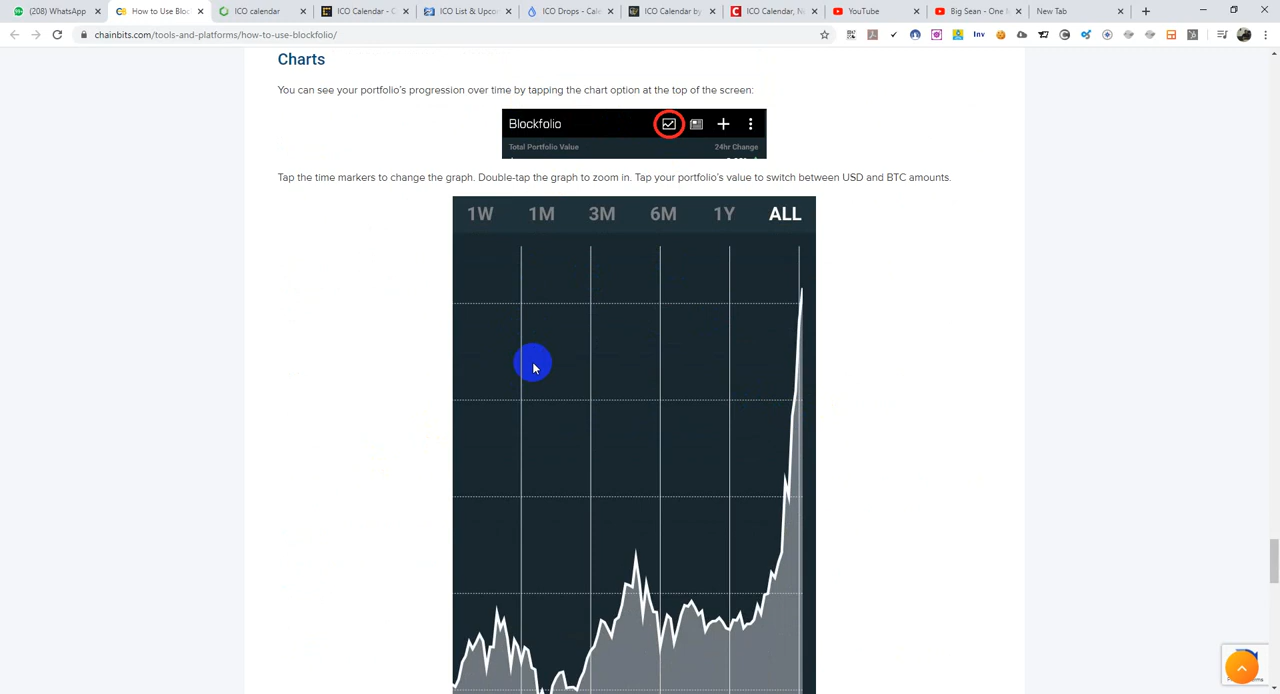 (208) WhatsApp
How to Use Bloc
ICO calendar
ICO Calendar - C
ICO List & Upco
ICO Drops - Cale
ICO Calendar by
ICO Calendar, N
YouTube
Big Sean - One
New Tab
chainbits.com/tools-and-platforms/how-to-use-blockfolio/
Inv
Charts
You can see your portfolio's progression over time by tapping the chart option at the top of the screen:
Blockfolio
Total Portfolio Value
24hr Change
Tap the time markers to change the graph. Double-tap the graph to zoom in. Tap your portfolio's value to switch between USD and BTC amounts.
1W 1M 3M 6M 1Y ALL